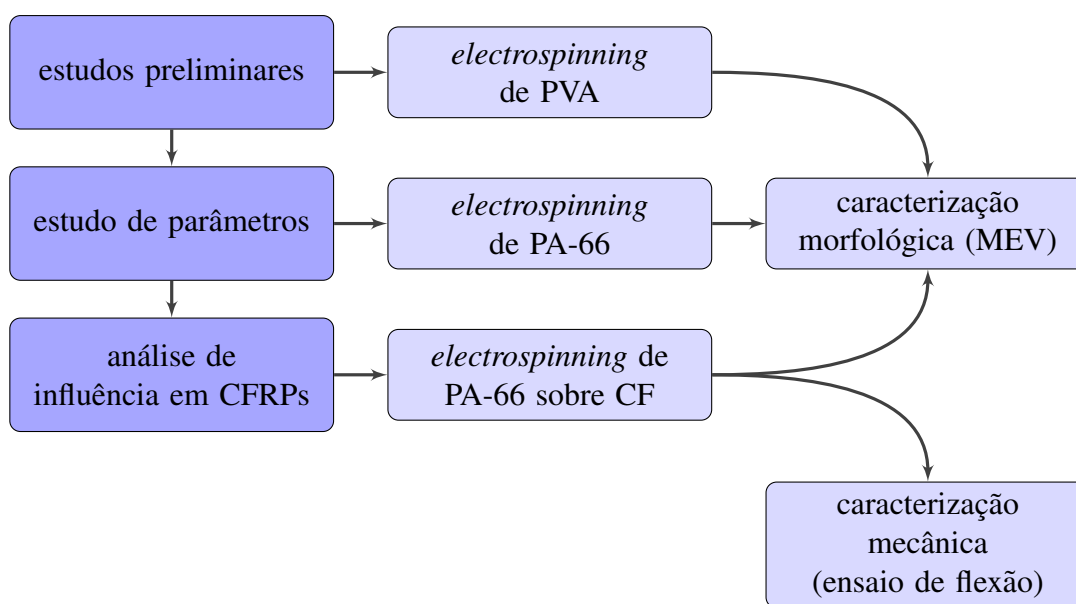 estudos preliminares
electrospinning
de PVA
estudo de parâmetros
electrospinning
de PA-66
caracterização
morfológica (MEV)
análise de
influência em CFRPs
electrospinning de
PA-66 sobre CF
caracterização
mecânica
(ensaio de flexão)